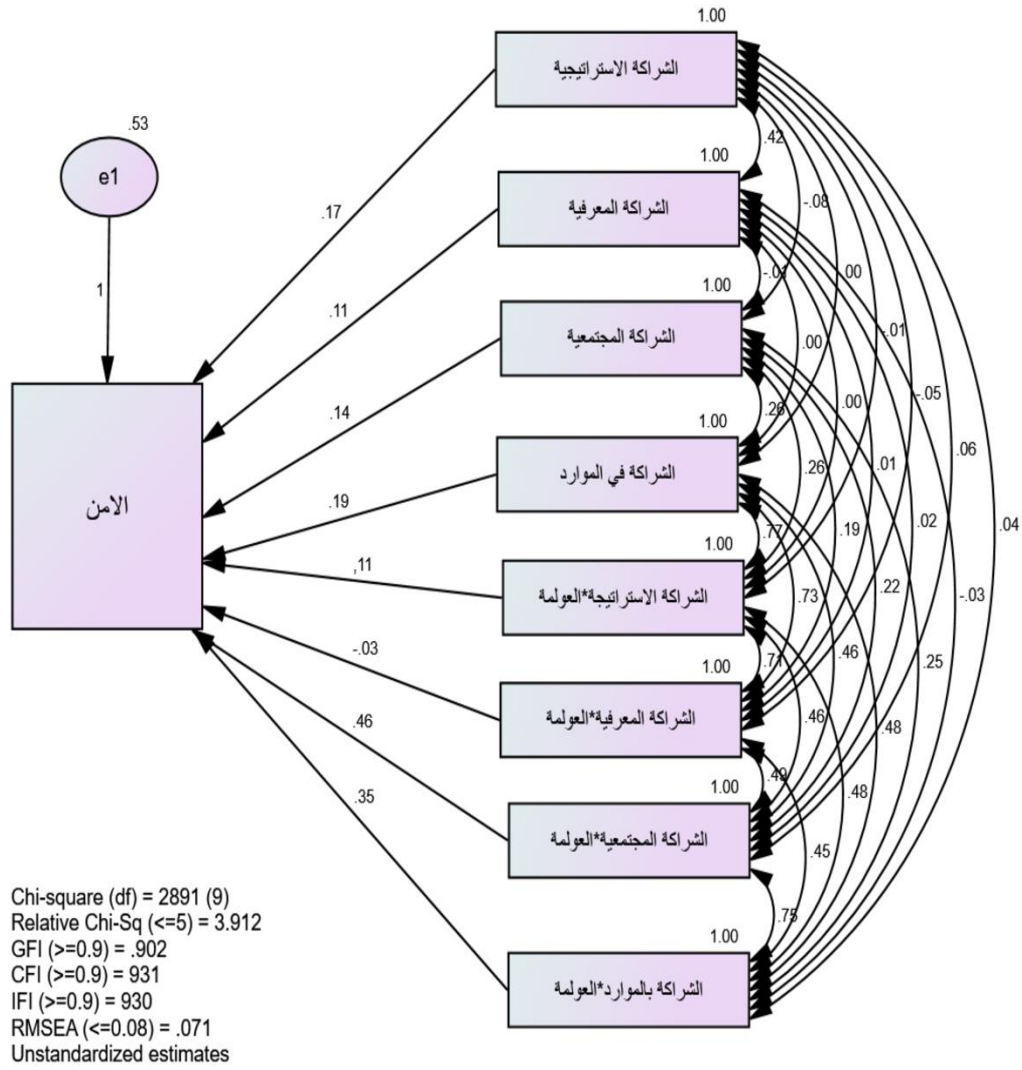 1.00
الشراكة الاستراتيجية
.53
e1
1.00
.42
الشراكة المعرفية
.17
-.08
1
1.00
-.01
.00
.11
الشراكة المجتمعية
-.01
.00
.14
1.00
.26
.00
-.05
الشراكة في الموارد
.06
.26
.01
الامن
.19
.04
1.00
.77
.19
.02
,11
الشراكة الاستراتيجة*العولمة
.73
.22
-.03
1.00
.71
.46
.25
-.03
الشراكة المعرفية*العولمة
.46
.48
.46
1.00
.49
.48
الشراكة المجتمعية*العولمة
.45
.35
1.00
.75
الشراكة بالموارد*العولمة
Chi-square (df) = 2891 (9)
Relative Chi-Sq (<=5) = 3.912
GFI (>=0.9) = .902
CFI (>=0.9) = 931
IFI (>=0.9) = 930
RMSEA (<=0.08) = .071
Unstandardized estimates